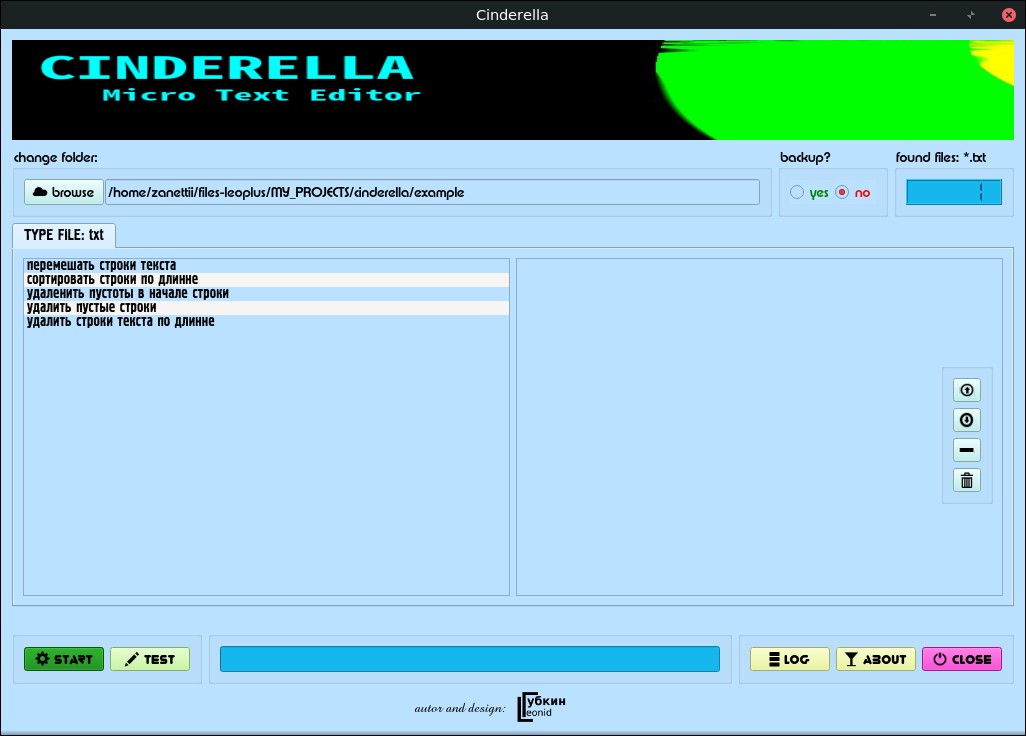 Cinderella
CINDERELLA
Micro Text Editor
change folder:
backup?
found files: *.txt
browse
/home/zanettii/files-leoplus/MY_PROJECTS/cinderella/example
yes
no
TYPE FILE: txt
перемешать строки текста
сортировать строки по длинне
удаленить пустоты в начале строки
удалить пустые строки
удалить строки текста по длинне
START
TEST
LOG
ABOUT
CLOSE
autor and design:
Губкин
Leonid